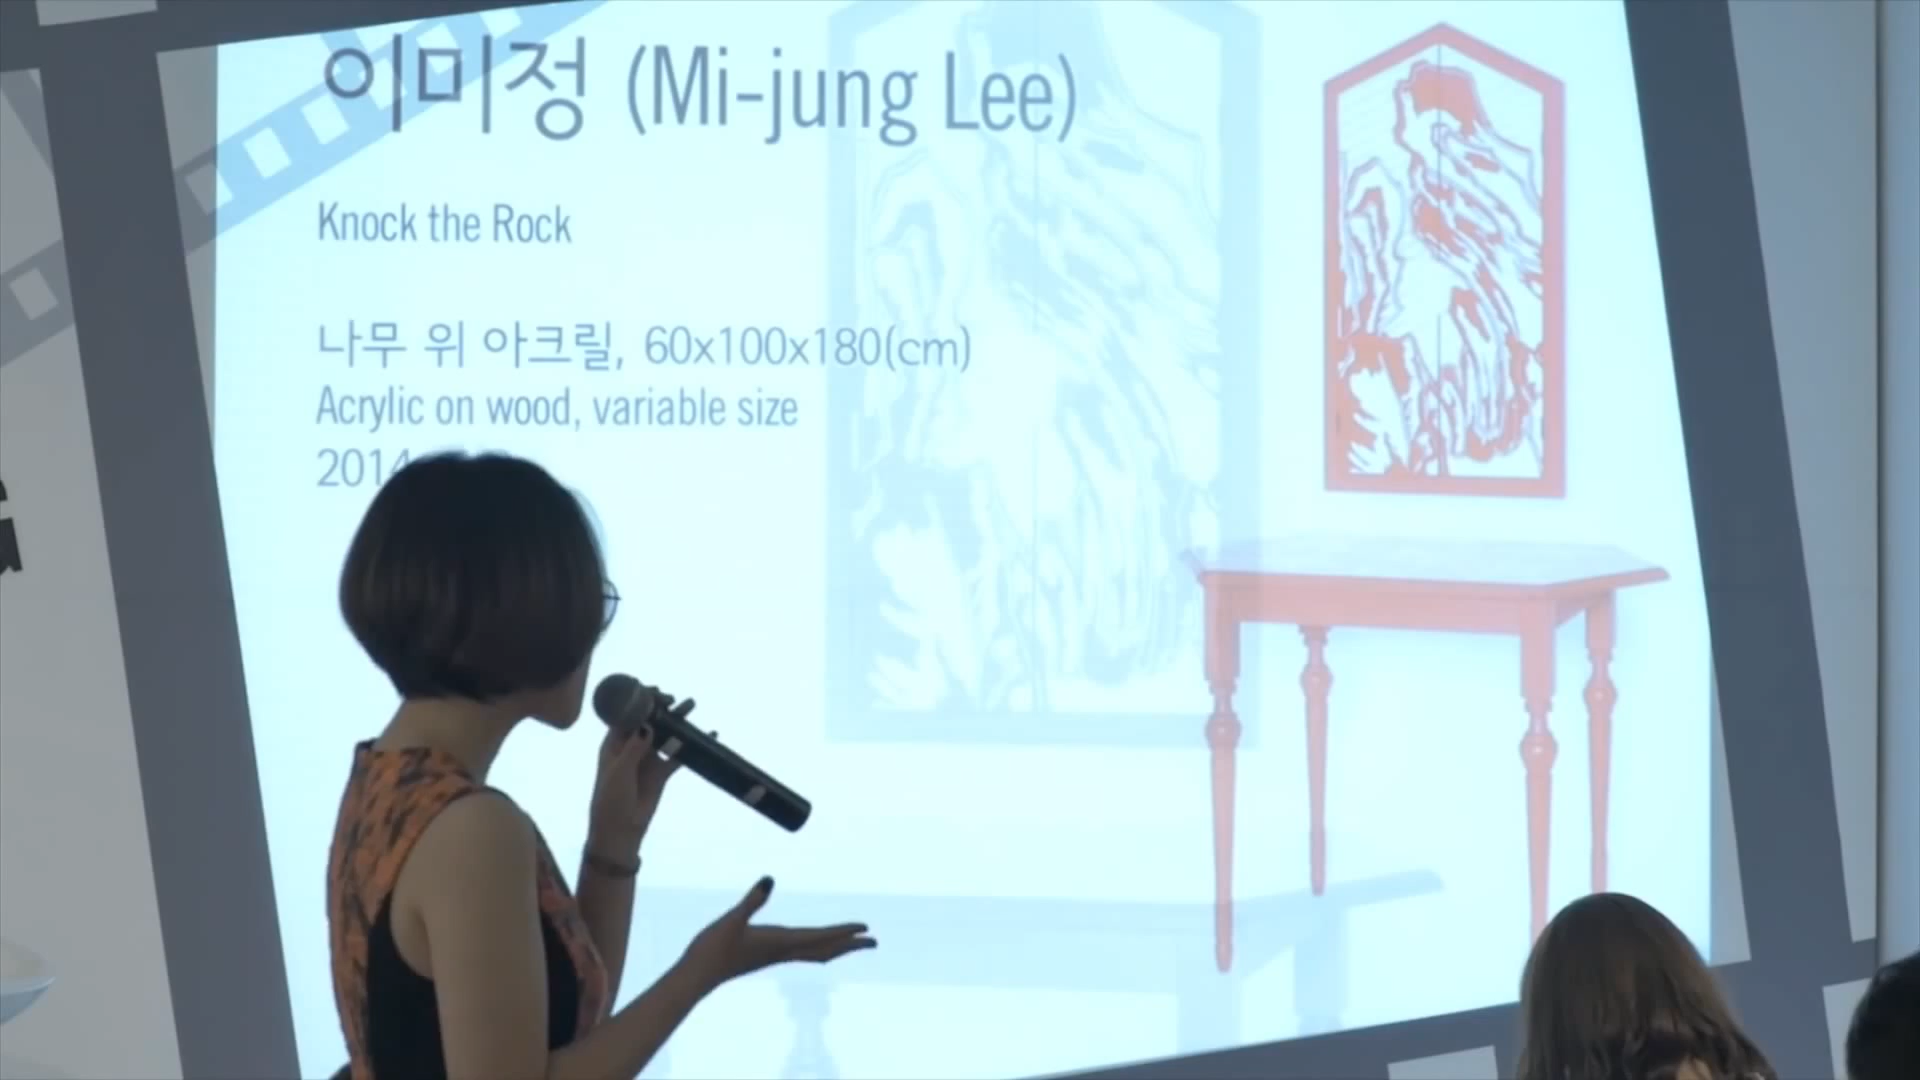 이미정 (Mi-jung Lee)
Knock the Rock
나무 위 아크릴, 60x100x180(cm)
Acrylic on wood, variable size
2014